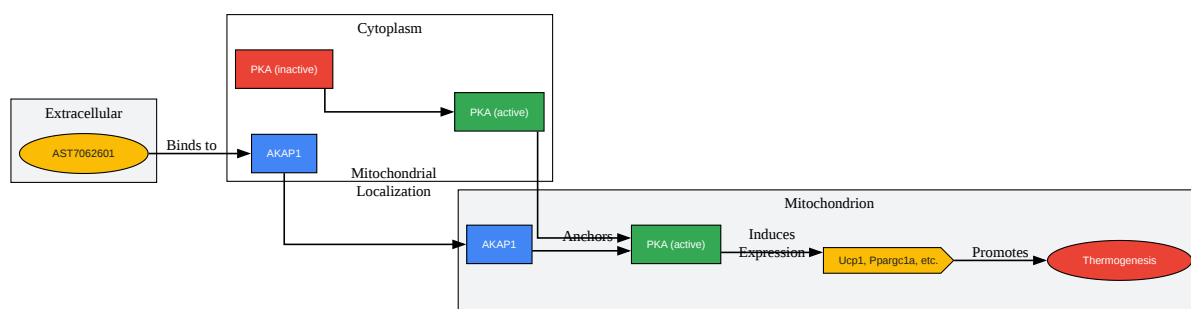 Cytoplasm
PKA (inactive)
PKA (active)
Extracellular
AST7062601
Binds to
AKAP1
Mitochondrial
Localization
Mitochondrion
AKAP1
Anchors
PKA (active)
Induces
Expression
Ucp1, Ppargc1a, etc.
Promotes
Thermogenesis